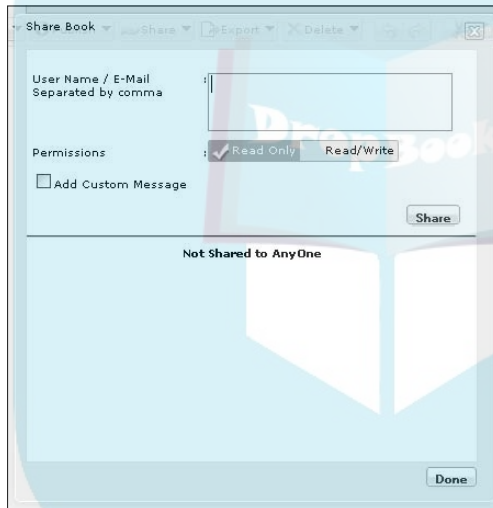 Share Book
Share Export Delete
User Name / E-Mail :
Separated by comma
DropBook
Permissions : Read Only Read/Write
Add Custom Message
Share
Not Shared to AnyOne
Done